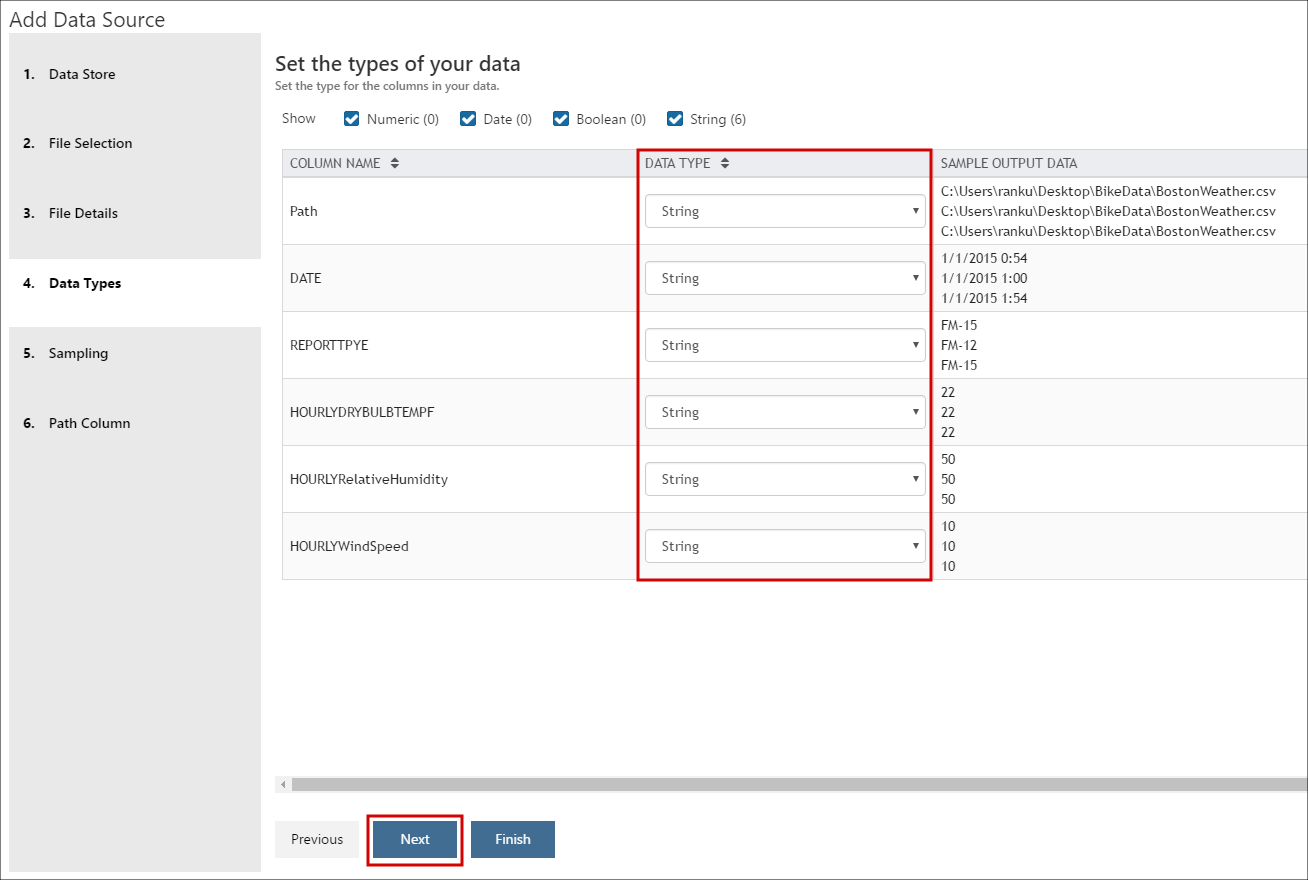 Add Data Source
1. Data Store
2. File Selection
3. File Details
4. Data Types
5. Sampling
6. Path Column
Set the types of your data
Set the type for the columns in your data.
Show Numeric (0) Date (0) Boolean (0) String (6)
COLUMN NAME DATA TYPE SAMPLE OUTPUT DATA
Path String
C:\Users\ranku\Desktop\BikeData\BostonWeather.csv
C:\Users\ranku\Desktop\BikeData\BostonWeather.csv
C:\Users\ranku\Desktop\BikeData\BostonWeather.csv
DATE String
1/1/2015 0:54
1/1/2015 1:00
1/1/2015 1:54
REPORTTPYE String
FM-15
FM-12
FM-15
HOURLYDRYBULBTEMPF String
22
22
22
HOURLYRelativeHumidity String
50
50
50
HOURLYWindSpeed String
10
10
10
Previous Next Finish